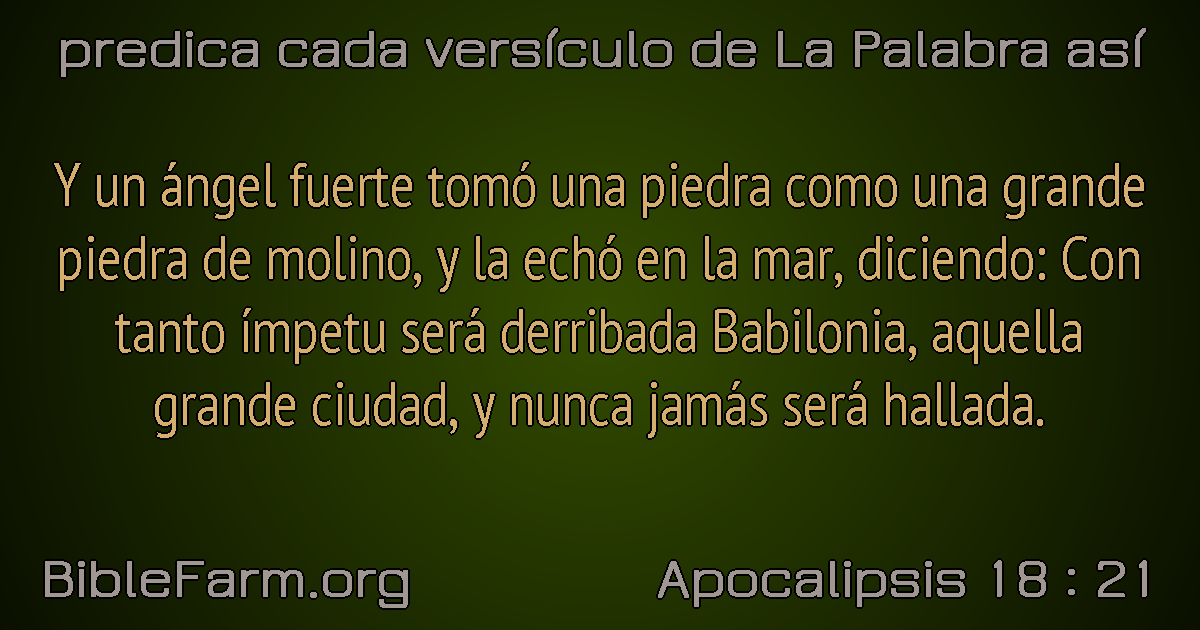 predica cada versículo de La Palabra así
Y un ángel fuerte tomó una piedra como una grande
piedra de molino, y la echó en la mar, diciendo: Con
tanto ímpetu será derribada Babilonia, aquella
grande ciudad, y nunca jamás será hallada.
BibleFarm.org
Apocalipsis 18 : 21